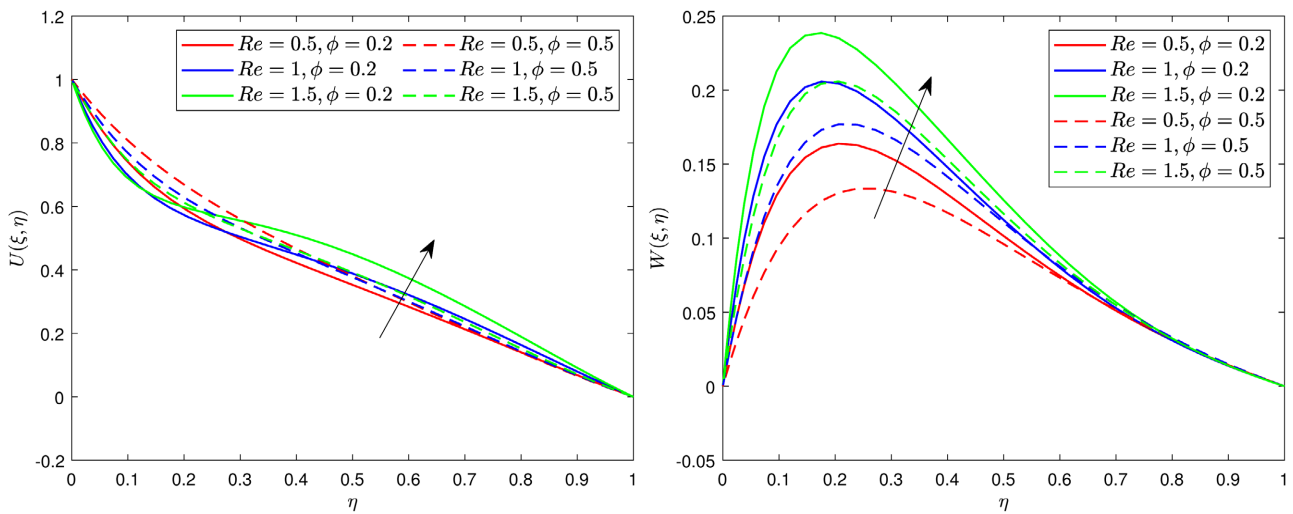 1.2
1
0.8
0.6
0.4
0.2
0
-0.2
U(ξ, η)
Re = 0.5, ϕ = 0.2 Re = 0.5, ϕ = 0.5
Re = 1, ϕ = 0.2 Re = 1, ϕ = 0.5
Re = 1.5, ϕ = 0.2 Re = 1.5, ϕ = 0.5
0 0.1 0.2 0.3 0.4 0.5 0.6 0.7 0.8 0.9 1
η
0.25
0.20
0.15
0.1
0.05
0
-0.05
W(ξ, η)
Re = 0.5, ϕ = 0.2
Re = 1, ϕ = 0.2
Re = 1.5, ϕ = 0.2
Re = 0.5, ϕ = 0.5
Re = 1, ϕ = 0.5
Re = 1.5, ϕ = 0.5
0 0.1 0.2 0.3 0.4 0.5 0.6 0.7 0.8 0.9 1
η